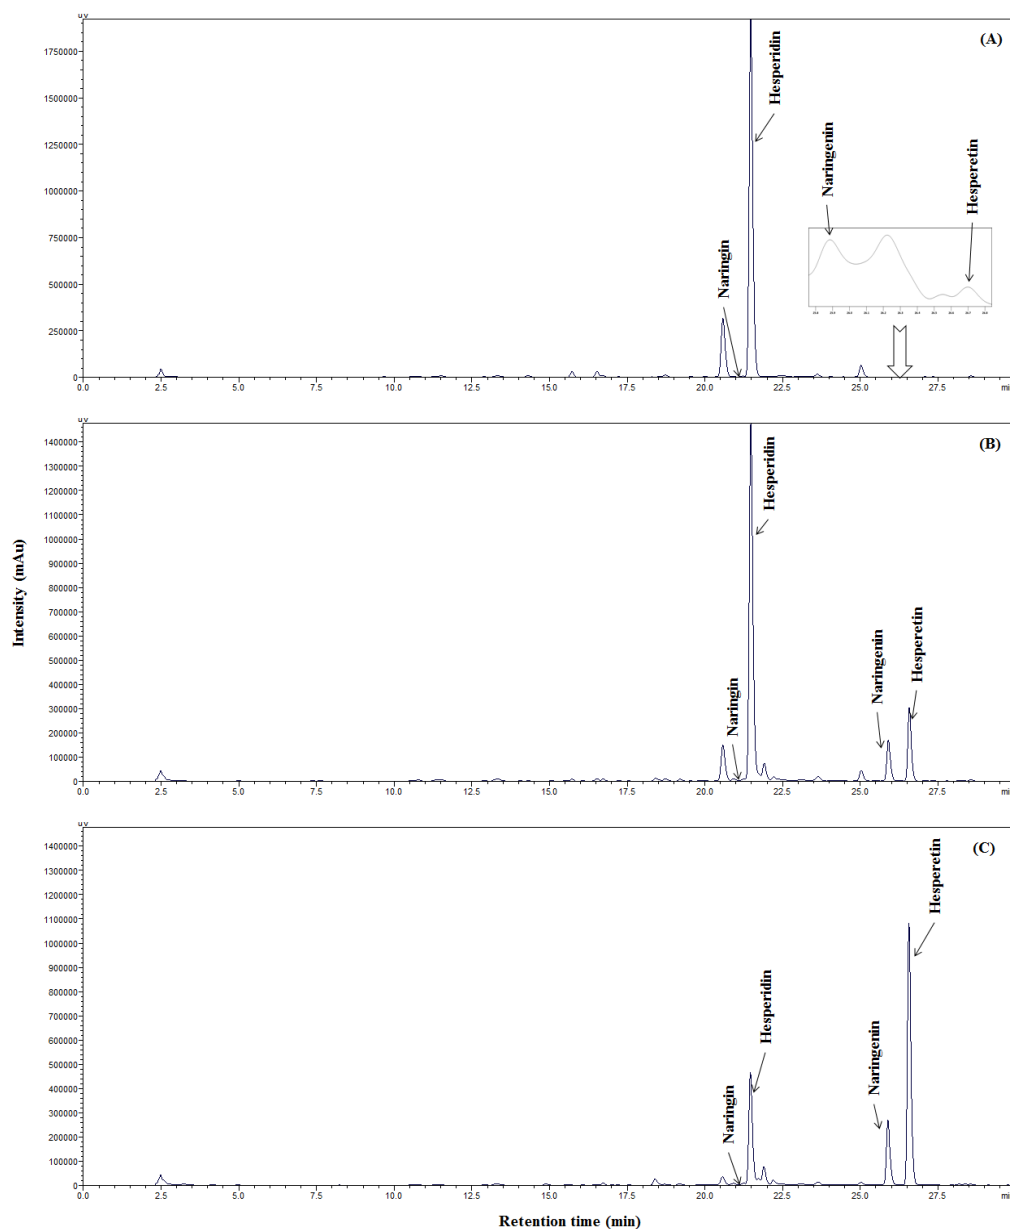 uV
(A)
1750000
1500000
1250000
1000000
750000
500000
250000
0
Naringin
Hesperidin
Naringenin
Hesperetin
0.0 2.5 5.0 7.5 10.0 12.5 15.0 17.5 20.0 22.5 25.0 27.5 mi
uV
(B)
1400000
1300000
1200000
1100000
1000000
900000
800000
700000
600000
500000
400000
300000
200000
100000
0
Naringin
Hesperidin
Naringenin
Hesperetin
0.0 2.5 5.0 7.5 10.0 12.5 15.0 17.5 20.0 22.5 25.0 27.5 mi
Intensity (mAu)
uV
(C)
1400000
1300000
1200000
1100000
1000000
900000
800000
700000
600000
500000
400000
300000
200000
100000
0
Naringin
Hesperidin
Naringenin
Hesperetin
0.0 2.5 5.0 7.5 10.0 12.5 15.0 17.5 20.0 22.5 25.0 27.5 mi
Retention time (min)